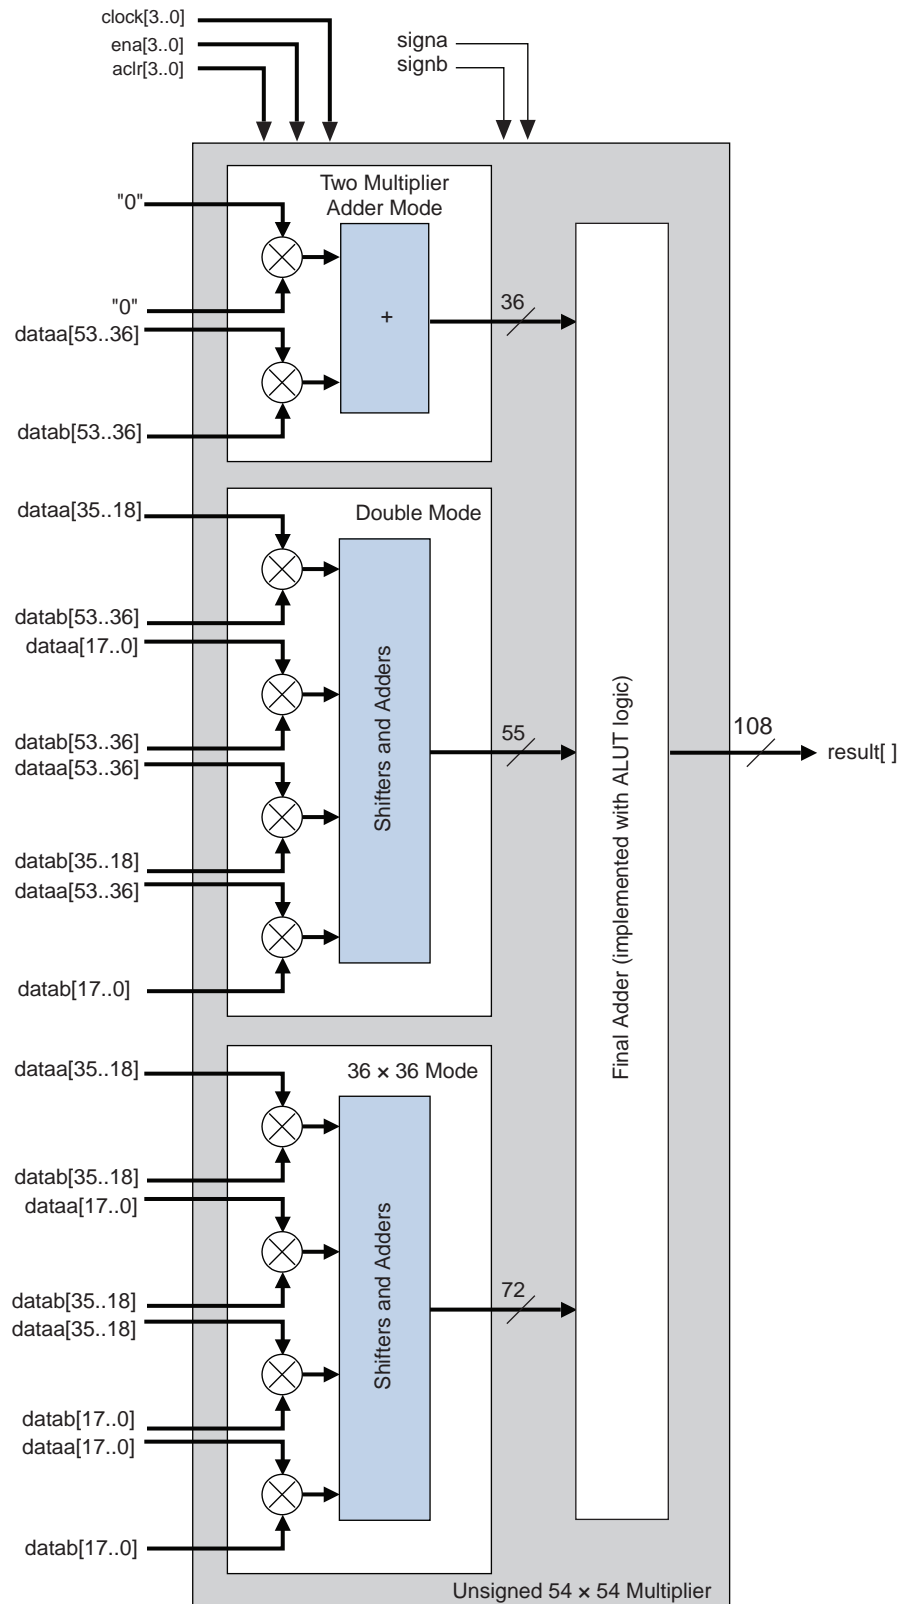 clock[3..0]
ena[3..0]
aclr[3..0]
signa
signb
Two Multiplier
Adder Mode
"0"
"0"
dataa[53..36]
datab[53..36]
+
36
Double Mode
dataa[35..18]
datab[53..36]
dataa[17..0]
datab[53..36]
dataa[53..36]
datab[35..18]
dataa[53..36]
datab[17..0]
Shifters and Adders
55
36 × 36 Mode
dataa[35..18]
datab[35..18]
dataa[17..0]
datab[35..18]
dataa[35..18]
datab[17..0]
dataa[17..0]
datab[17..0]
Shifters and Adders
72
Final Adder (implemented with ALUT logic)
108
result[ ]
Unsigned 54 × 54 Multiplier